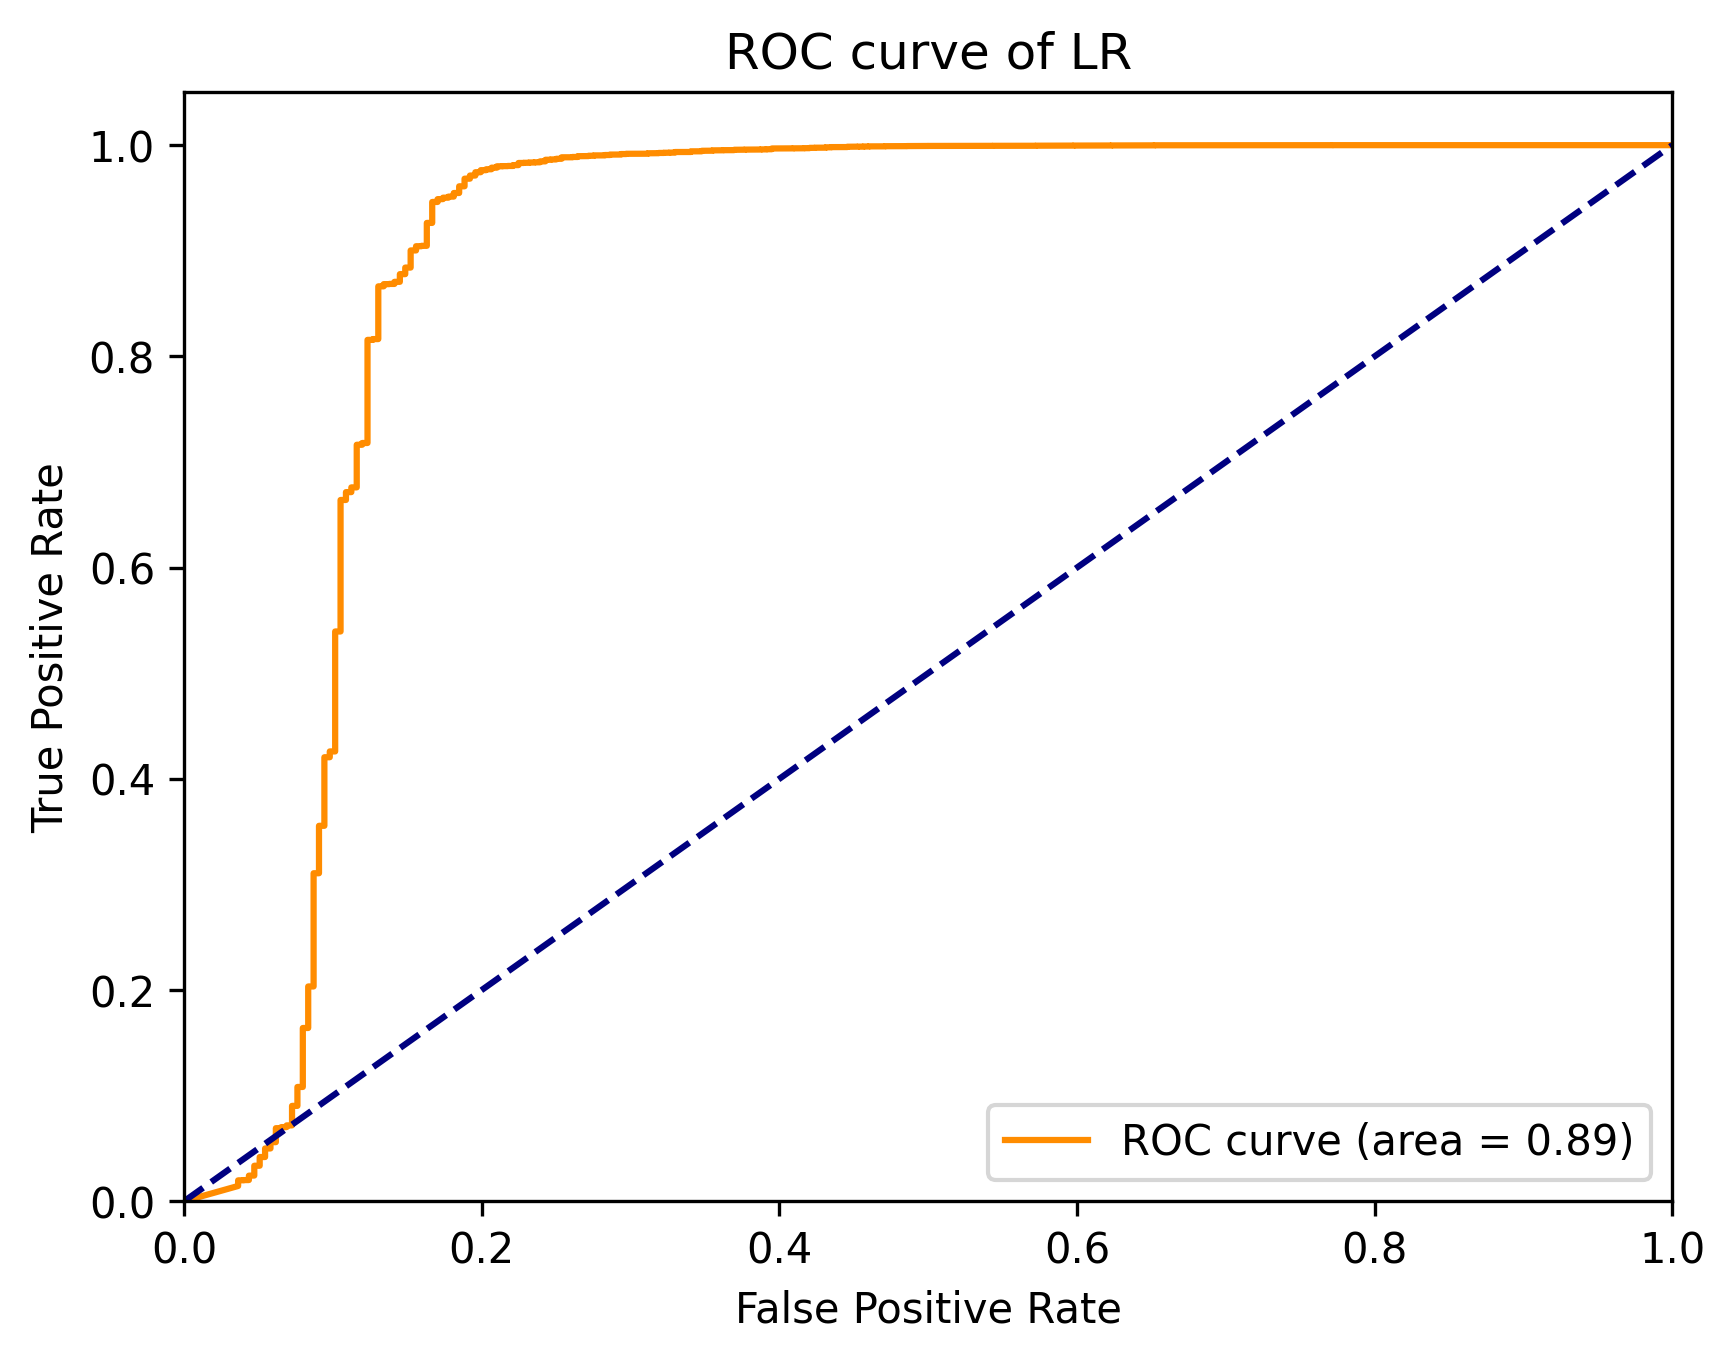 ROC curve of LR
1.0
0.8
0.6
0.4
0.2
0.0
True Positive Rate
ROC curve (area = 0.89)
0.0 0.2 0.4 0.6 0.8 1.0
False Positive Rate